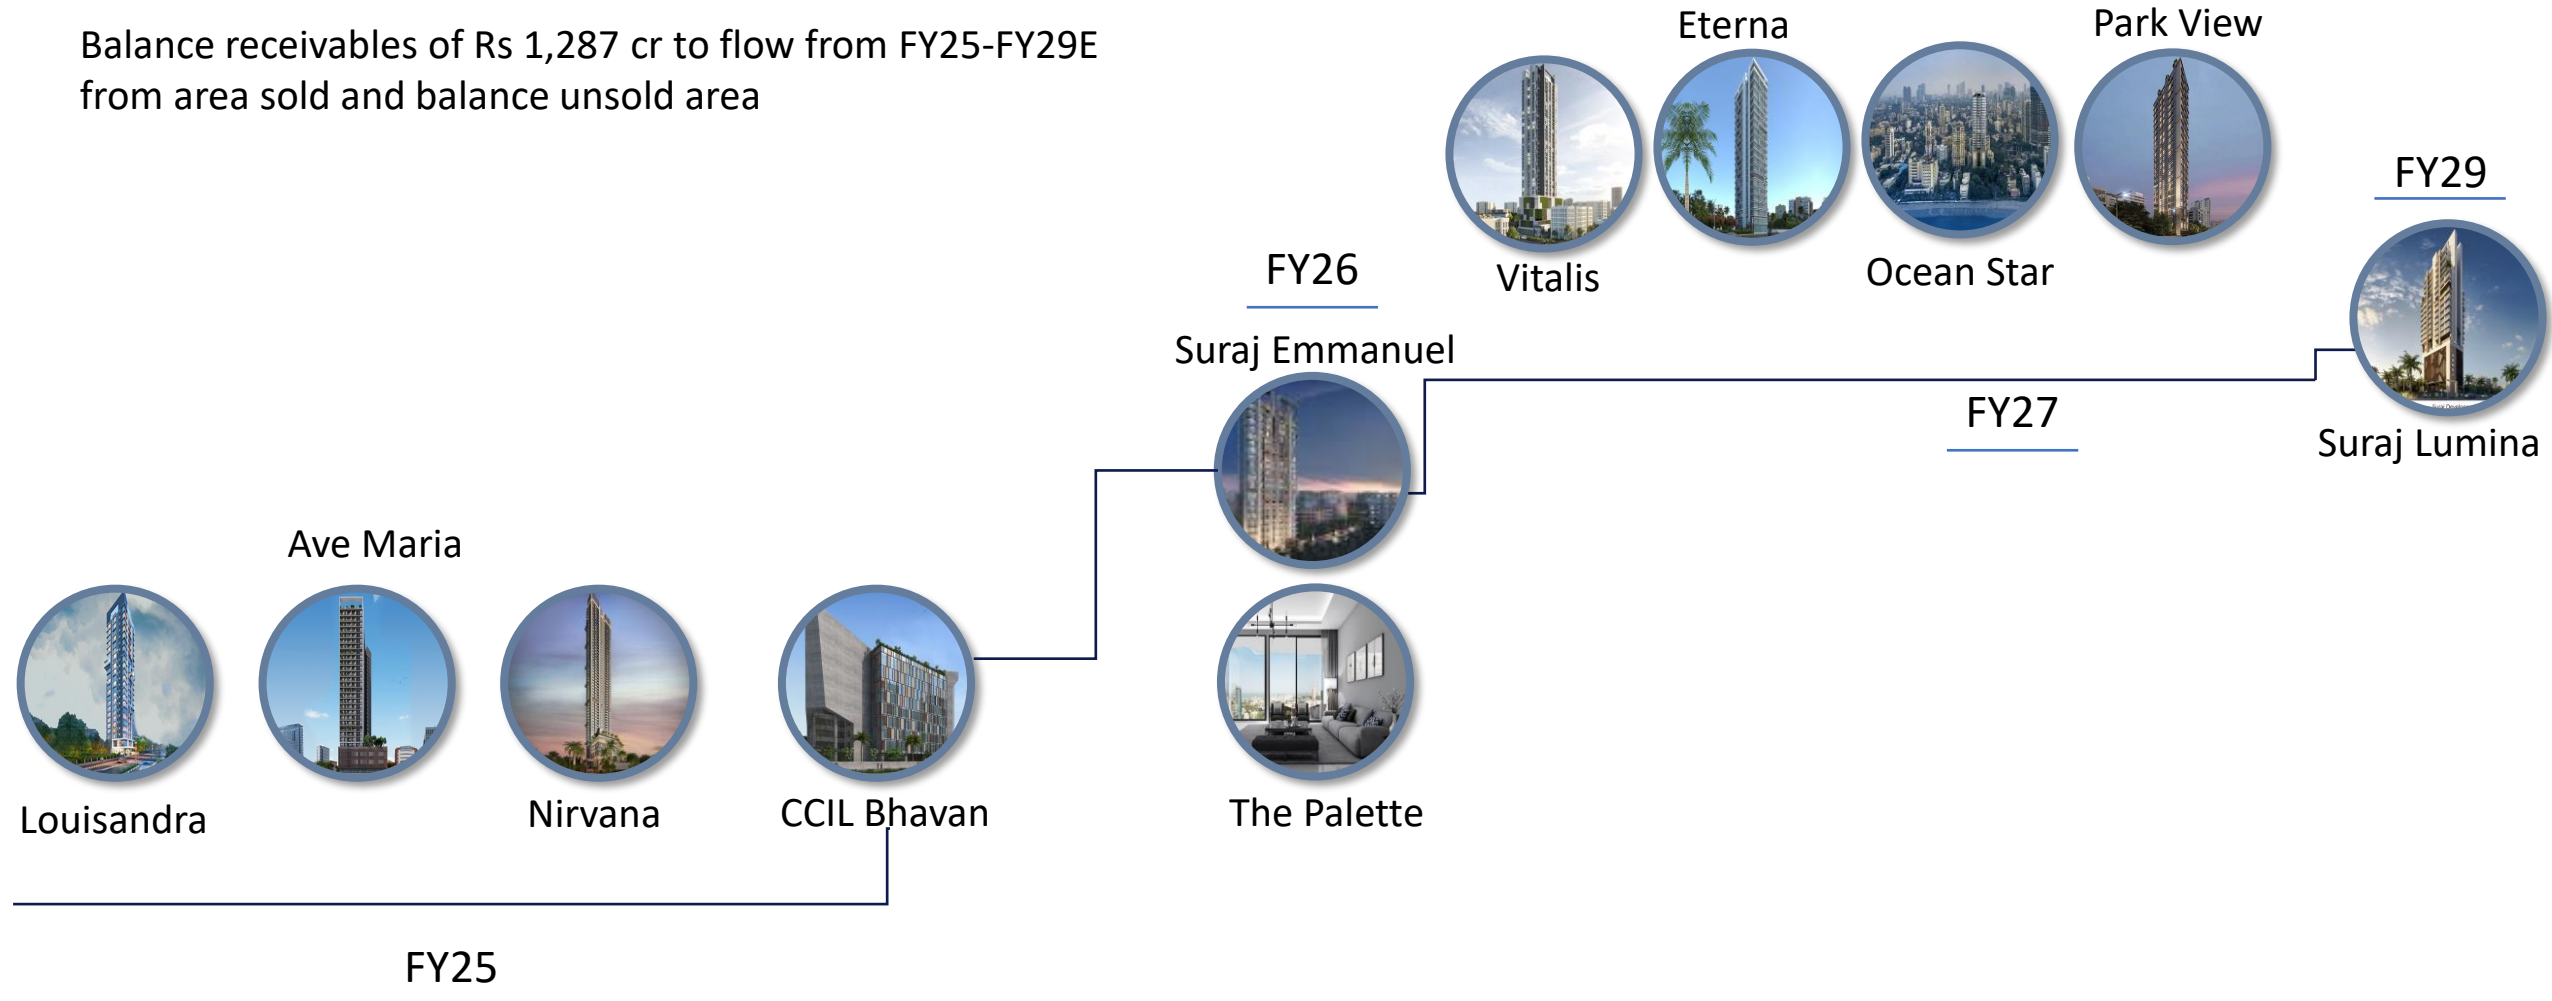 Balance receivables of Rs 1,287 cr to flow from FY25-FY29E
from area sold and balance unsold area
Eterna
Park View
Vitalis
Ocean Star
FY29
Suraj Lumina
FY26
Suraj Emmanuel
FY27
The Palette
Ave Maria
Louisandra
Nirvana
CCIL Bhavan
FY25